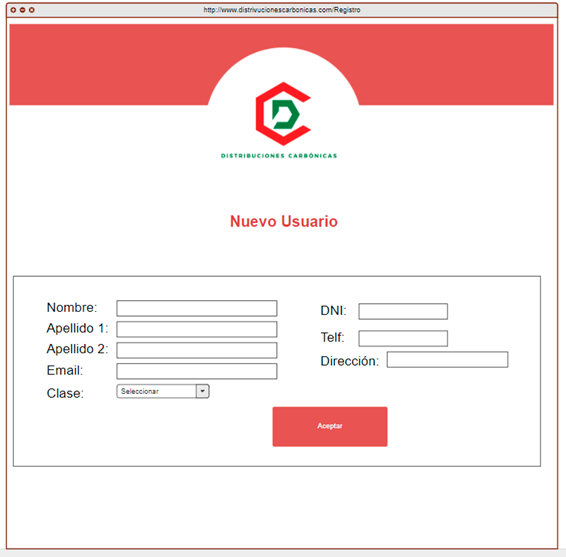 http://www.distrivucionescarbonicas.com/Registro
DISTRIBUCIONES CARBÓNICAS
Nuevo Usuario
Nombre:
Apellido 1:
Apellido 2:
Email:
Clase:
Seleccionar
DNI:
Telf:
Dirección:
Aceptar